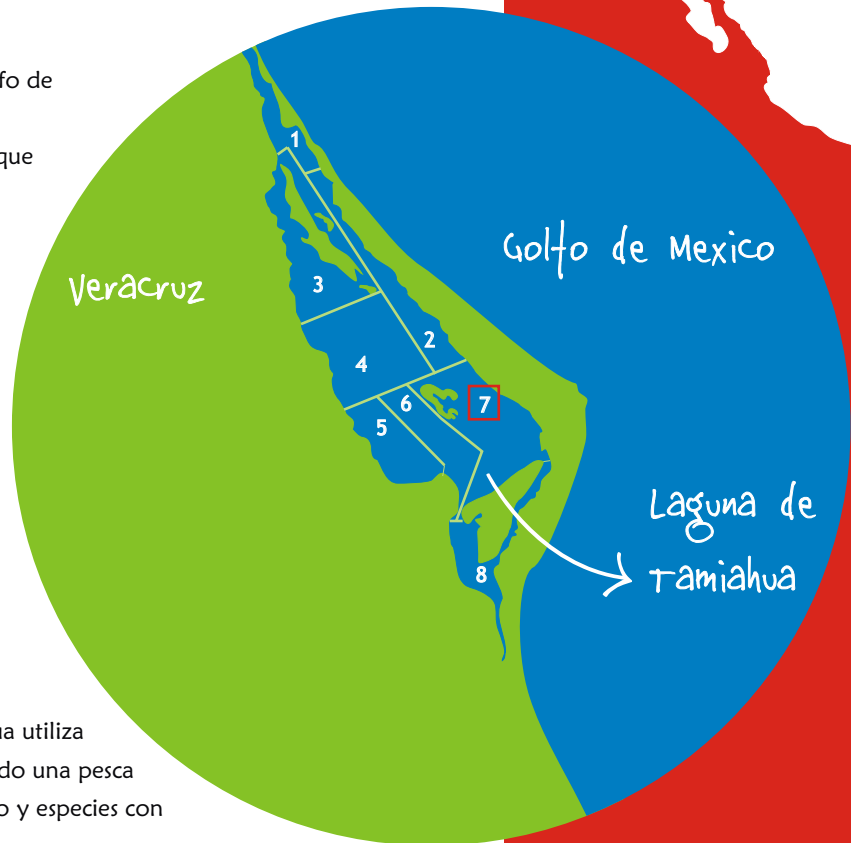 fo de
que
1
Golfo de Mexico
Veracruz
3
2
4
6
7
5
Laguna de
Tamiahua
8
ua utiliza
do una pesca
o y especies con